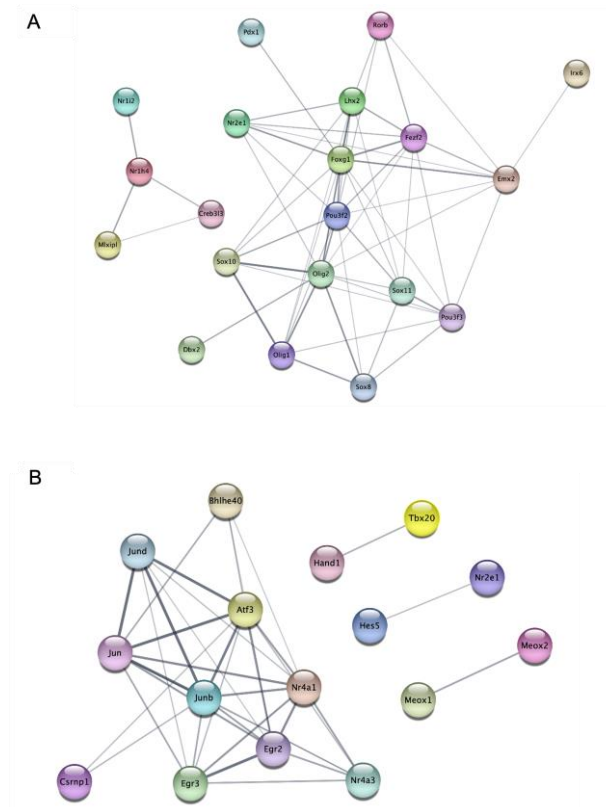 A
Pdx1
Rorb
Irx6
Nr1i2
Lhx2
Nr2e1
Fezf2
Foxg1
Nr1h4
Emx2
Creb3l3
Pou3f2
Mlxipl
Sox10
Olig2
Sox11
Pou3f3
Dbx2
Olig1
Sox8
B
Bhlhe40
Tbx20
Jund
Hand1
Nr2e1
Atf3
Hes5
Jun
Meox2
Nr4a1
Junb
Meox1
Egr2
Csrnp1
Egr3
Nr4a3